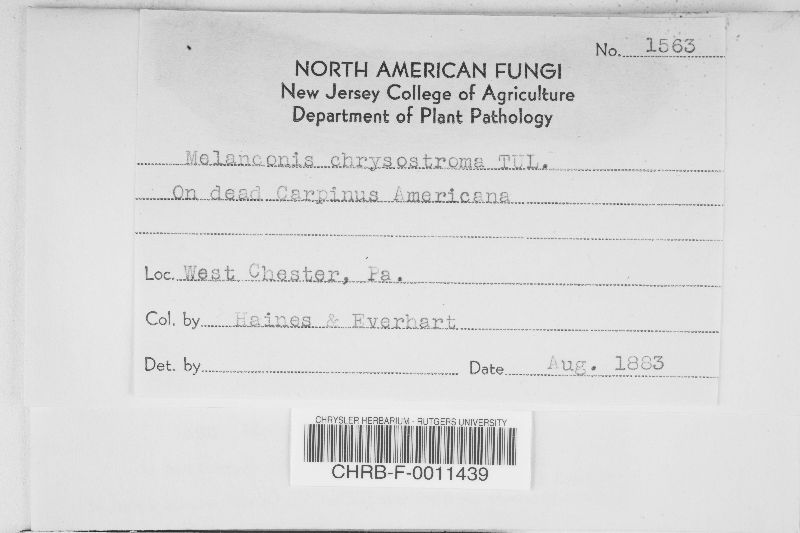 No. 1563
NORTH AMERICAN FUNGI
New Jersey College of Agriculture
Department of Plant Pathology
Melanconis chrysostroma TUL.
On dead Carpinus Americana
Loc. West Chester, Pa.
Col. by Haines & Everhart
Det. by
Date Aug. 1883
CHRYSLER HERBARIUM - RUTGERS UNIVERSITY
CHRB-F-0011439